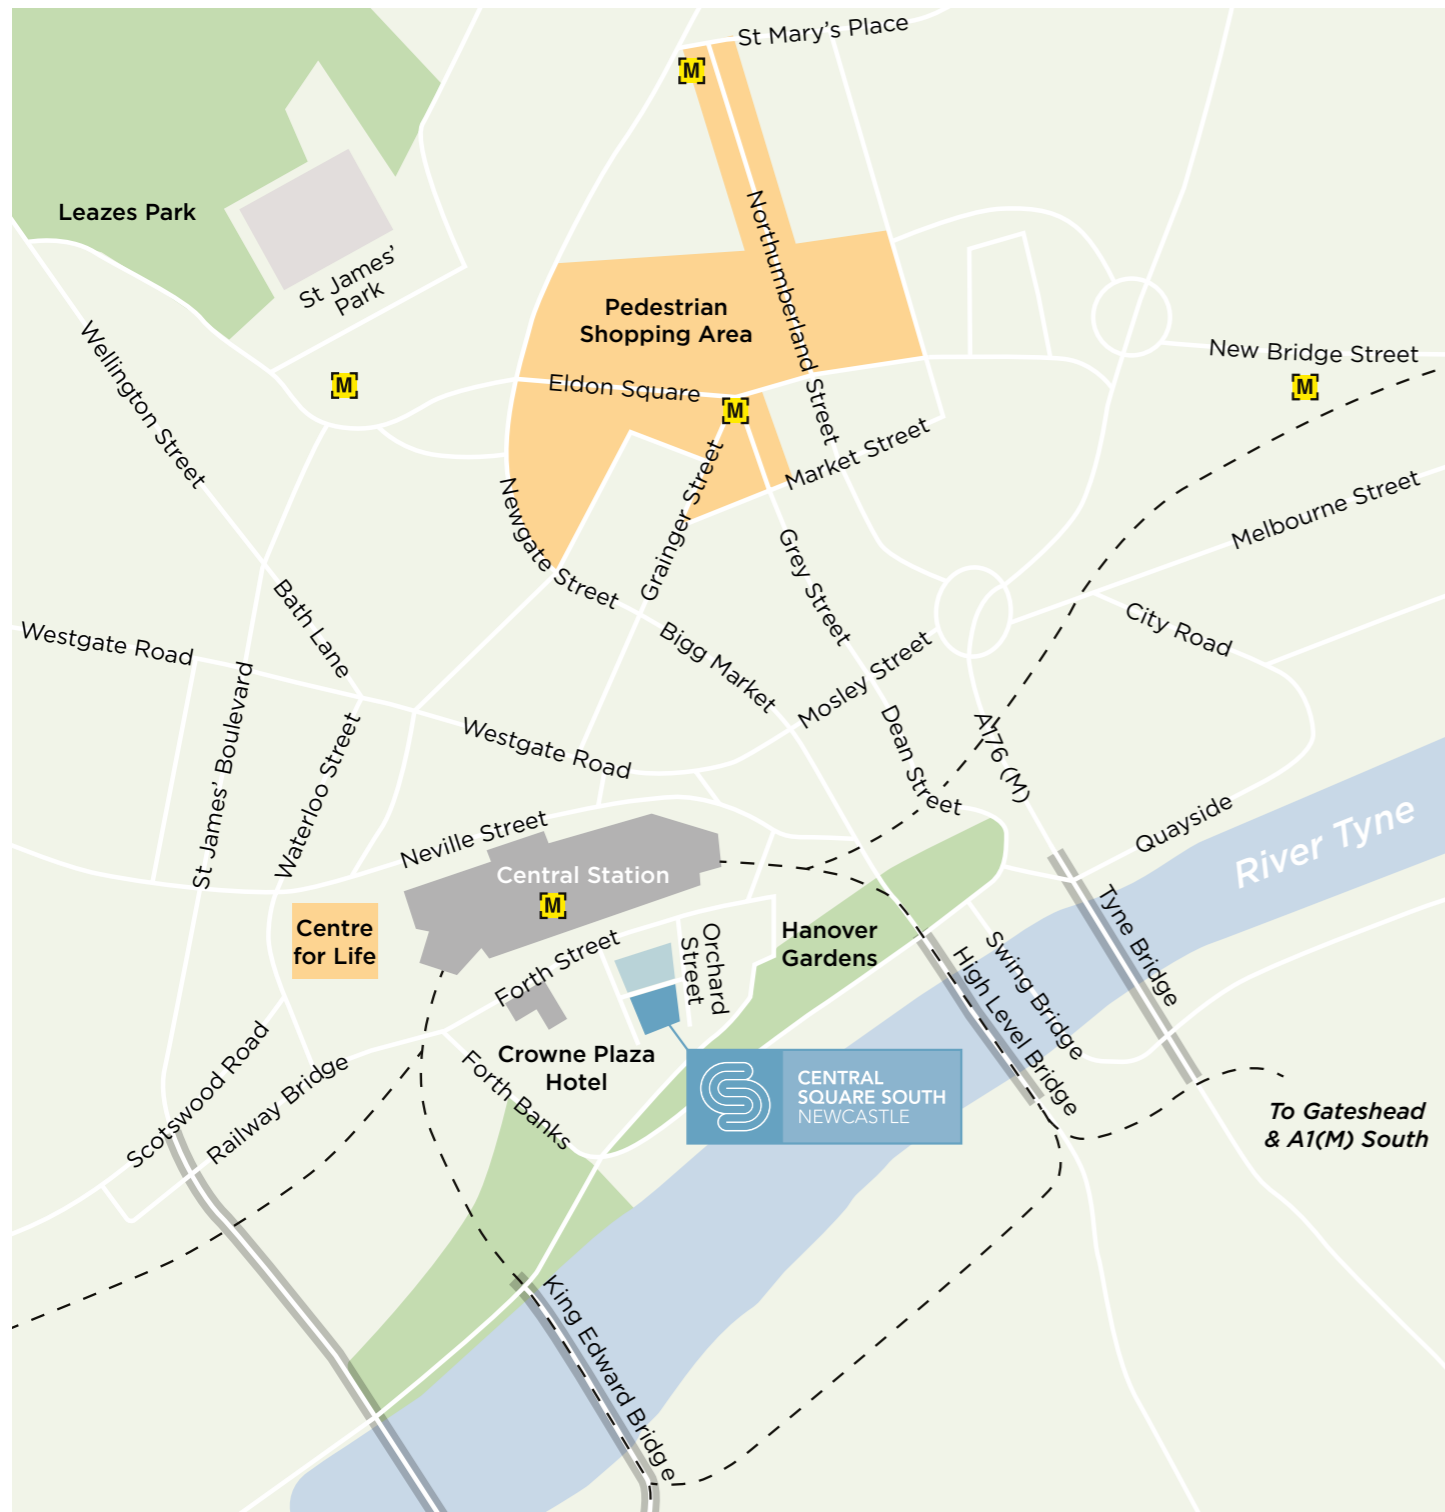 St Mary's Place
M
Leazes Park
St James'
Park
Northumberland Street
Pedestrian
Shopping Area
Wellington Street
New Bridge Street
M
M
Eldon Square
M
Market Street
Newgate Street
Grainger Street
Grey Street
Melbourne Street
Bath Lane
City Road
Westgate Road
Bigg Market
Mosley Street
St James' Boulevard
Waterloo Street
Westgate Road
Dean Street
A176 (M)
Neville Street
Quayside
River Tyne
Central Station
M
Centre
for Life
Forth Street
Orchard
Street
Hanover
Gardens
Tyne Bridge
Swing Bridge
High Level Bridge
Scotswood Road
Railway Bridge
Crowne Plaza
Hotel
Forth Banks
CENTRAL
SQUARE SOUTH
NEWCASTLE
To Gateshead
& A1(M) South
King Edward Bridge